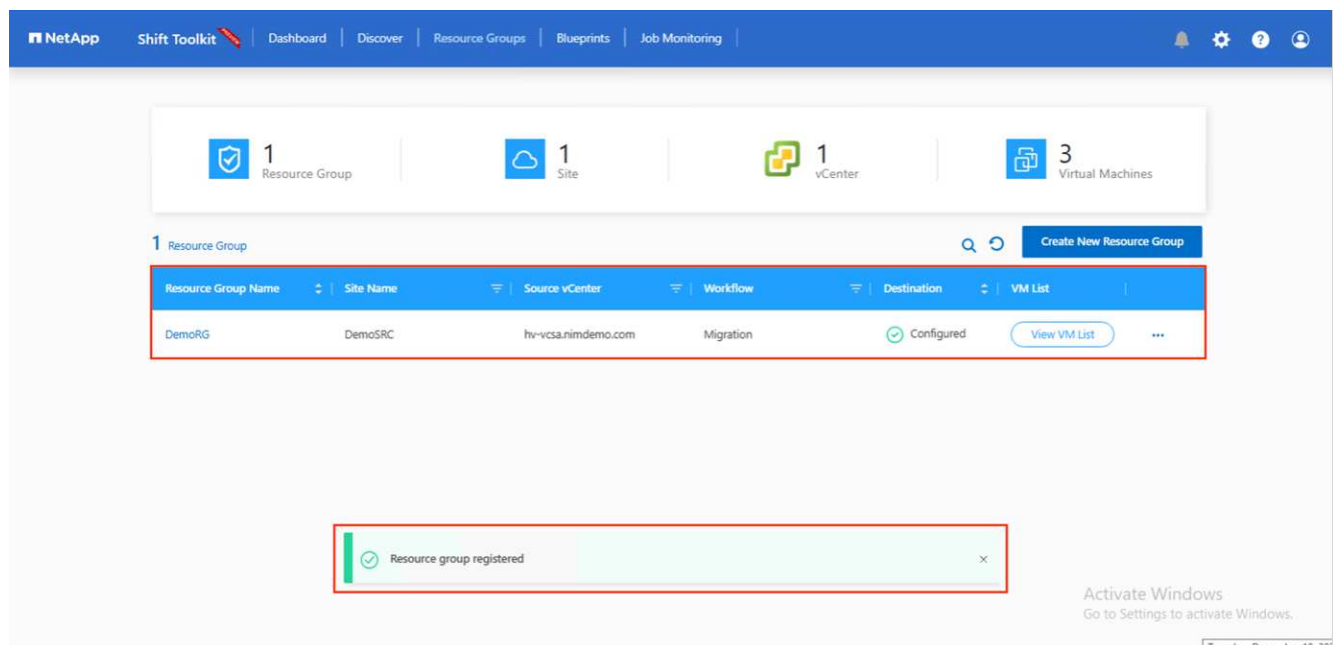 NetApp Shift Toolkit Dashboard Discover Resource Groups Blueprints Job Monitoring
1 Resource Group
1 Site
1 vCenter
3 Virtual Machines
1 Resource Group Create New Resource Group
Resource Group Name Site Name Source vCenter Workflow Destination VM List
DemoRG DemoSRC hv-vcsa.nimdemo.com Migration Configured View VM List
Resource group registered
Activate Windows
Go to Settings to activate Windows.